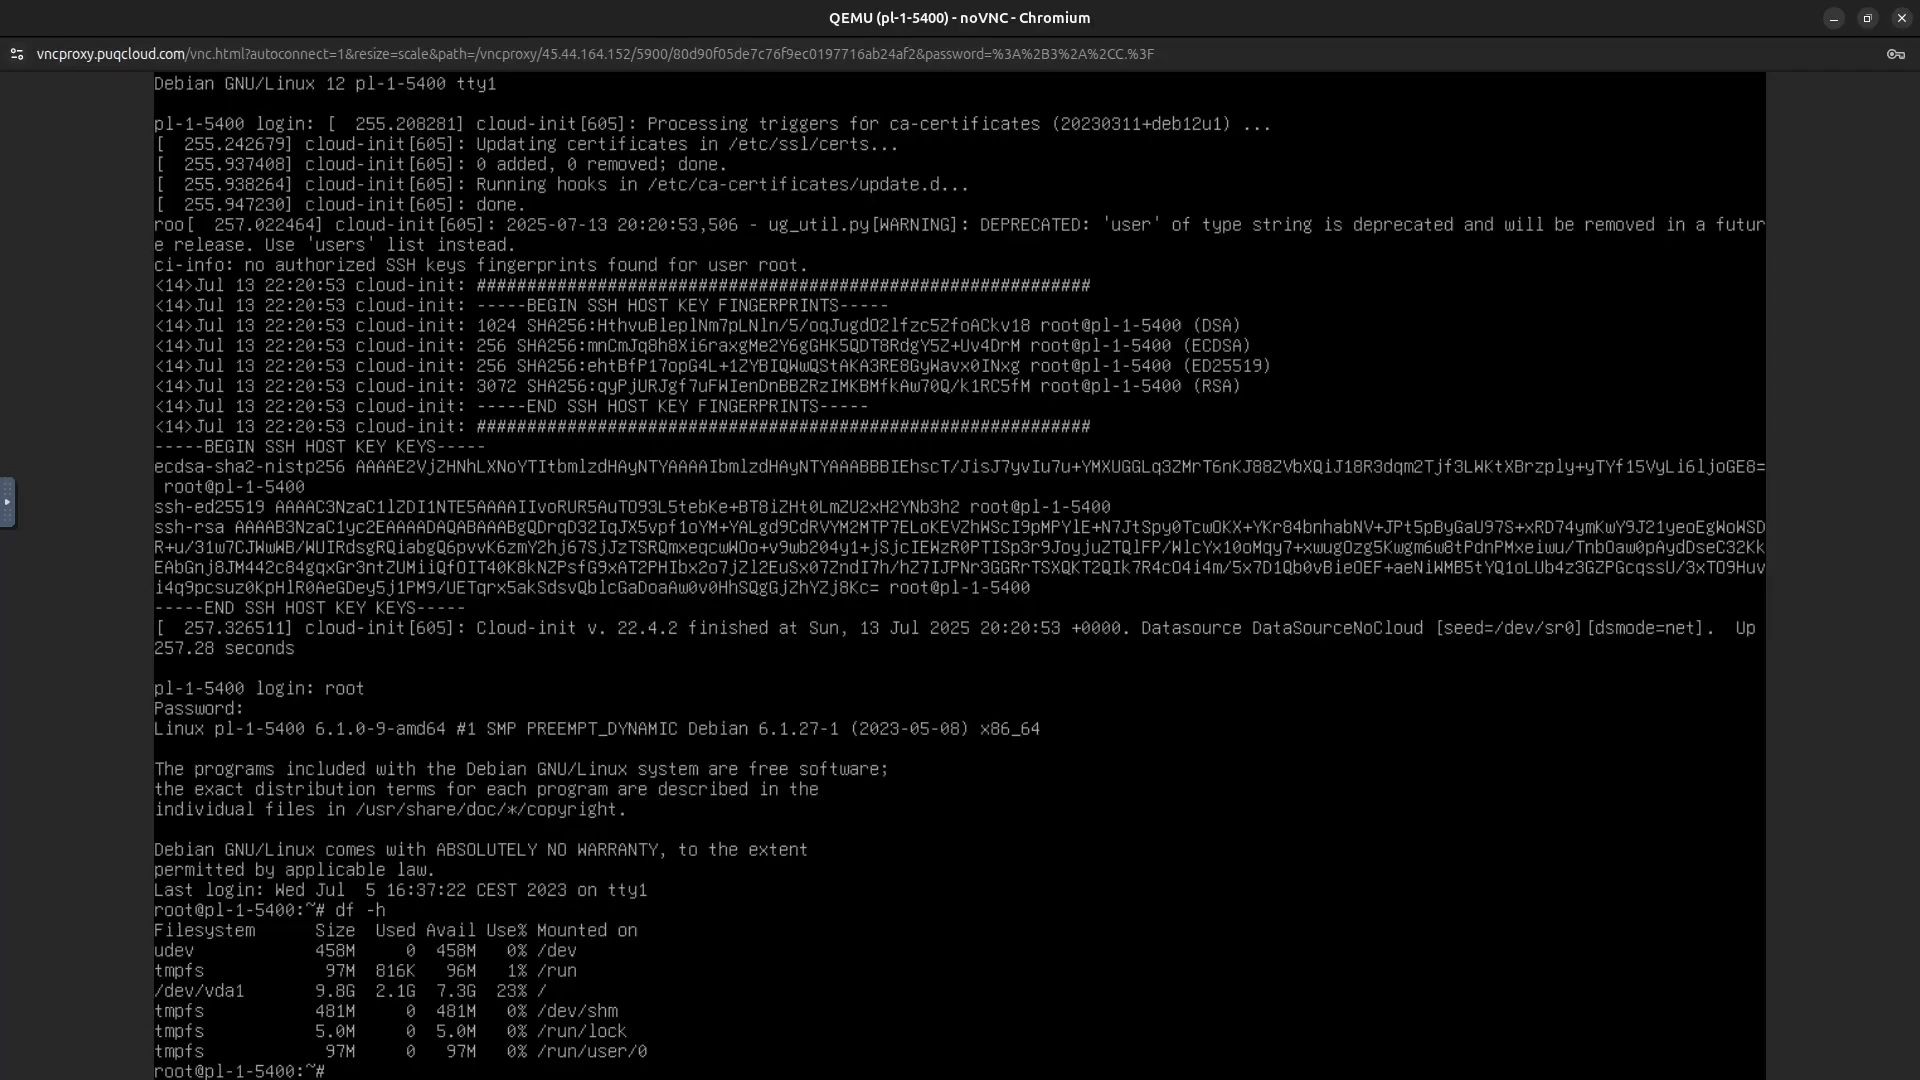 QEMU (pl-1-5400) - noVNC - Chromium
vncproxy.puqcloud.com/vnc.html?autoconnect=1&resize=scale&path=/vncproxy/45.44.164.152/5900/80d90f05de7c76f9ec0197716ab24af2&password=%3A%2B3%2A%2CC.%3F
Debian GNU/Linux 12 pl-1-5400 tty1
pl-1-5400 login: [  255.208281] cloud-init[605]: Processing triggers for ca-certificates (20230311+deb12u1) ...
[  255.242679] cloud-init[605]: Updating certificates in /etc/ssl/certs...
[  255.937408] cloud-init[605]: 0 added, 0 removed; done.
[  255.938264] cloud-init[605]: Running hooks in /etc/ca-certificates/update.d...
[  255.947230] cloud-init[605]: done.
roo[  257.022464] cloud-init[605]: 2025-07-13 20:20:53,506 - ug_util.py[WARNING]: DEPRECATED: 'user' of type string is deprecated and will be removed in a futur
e release. Use 'users' list instead.
ci-info: no authorized SSH keys fingerprints found for user root.
<14>Jul 13 22:20:53 cloud-init: #############################################################
<14>Jul 13 22:20:53 cloud-init: -----BEGIN SSH HOST KEY FINGERPRINTS-----
<14>Jul 13 22:20:53 cloud-init: 1024 SHA256:HthvuBleplNm7pLNln/5/oqJugdO2lfzc5ZfoACkv18 root@pl-1-5400 (DSA)
<14>Jul 13 22:20:53 cloud-init: 256 SHA256:mnCmJq8h8Xi6raxgMe2Y6gGHK5QDT8RdgY5Z+Uv4DrM root@pl-1-5400 (ECDSA)
<14>Jul 13 22:20:53 cloud-init: 256 SHA256:ehtBfP17opG4L+1ZYBIQWwQStAKA3RE8GyWavx0INxg root@pl-1-5400 (ED25519)
<14>Jul 13 22:20:53 cloud-init: 3072 SHA256:qyPjURJgf7uFWIenDnBBZRzIMKBMfkAw70Q/k1RC5fM root@pl-1-5400 (RSA)
<14>Jul 13 22:20:53 cloud-init: -----END SSH HOST KEY FINGERPRINTS-----
<14>Jul 13 22:20:53 cloud-init: #############################################################
-----BEGIN SSH HOST KEY KEYS-----
ecdsa-sha2-nistp256 AAAAE2VjZHNhLXNoYTItbmlzdHAyNTYAAAAIbmlzdHAyNTYAAABBBIEhscT/JisJ7yvIu7u+YMXUGGLq3ZMrT6nKJ88ZVbXQiJ18R3dqm2Tjf3LWKtXBrzply+yTYf15VyLi6ljoGE8=
root@pl-1-5400
ssh-ed25519 AAAAC3NzaC1lZDI1NTE5AAAAIIvoRUR5AuTO93L5tebKe+BT8iZHt0LmZU2xH2YNb3h2 root@pl-1-5400
ssh-rsa AAAAB3NzaC1yc2EAAAADAQABAAABgQDrqD32IqJX5vpf1oYM+YALgd9CdRVYM2MTP7ELoKEVZhWScI9pMPYlE+N7JtSpy0TcwOKX+YKr84bnhabNV+JPt5pByGaU97S+xRD74ymKwY9J21yeoEgWoWSD
R+u/31w7CJWwWB/WUIRdsgRQiabgQ6pvvK6zmY2hj67SjJzTSRQmxeqcwWOo+v9wb204y1+jSjcIEWzR0PTISp3r9JoyjuZTQlFP/WlcYx10oMqy7+xwugOzg5Kwgm6w8tPdnPMxeiwu/TnbOaw0pAydDseC32Kk
EAbGnj8JM442c84gqxGr3ntZUMiiQfOIT40K8kNZPsfG9xAT2PHIbx2o7jZl2EuSx07ZndI7h/hZ7IJPNr3GGRrTSXQKT2QIk7R4cO4i4m/5x7D1Qb0vBieOEF+aeNiWMB5tYQ1oLUb4z3GZPGcqssU/3xTO9Huv
i4q9pcsuz0KpHlR0AeGDey5j1PM9/UETqrx5akSdsvQblcGaDoaAw0v0HhSQgGjZhYZj8Kc= root@pl-1-5400
-----END SSH HOST KEY KEYS-----
[  257.326511] cloud-init[605]: Cloud-init v. 22.4.2 finished at Sun, 13 Jul 2025 20:20:53 +0000. Datasource DataSourceNoCloud [seed=/dev/sr0][dsmode=net].  Up
257.28 seconds
pl-1-5400 login: root
Password:
Linux pl-1-5400 6.1.0-9-amd64 #1 SMP PREEMPT_DYNAMIC Debian 6.1.27-1 (2023-05-08) x86_64
The programs included with the Debian GNU/Linux system are free software;
the exact distribution terms for each program are described in the
individual files in /usr/share/doc/*/copyright.
Debian GNU/Linux comes with ABSOLUTELY NO WARRANTY, to the extent
permitted by applicable law.
Last login: Wed Jul  5 16:37:22 CEST 2023 on tty1
root@pl-1-5400:~# df -h
Filesystem      Size  Used Avail Use% Mounted on
udev            458M     0  458M   0% /dev
tmpfs            97M  816K   96M   1% /run
/dev/vda1       9.8G  2.1G  7.3G  23% /
tmpfs           481M     0  481M   0% /dev/shm
tmpfs           5.0M     0  5.0M   0% /run/lock
tmpfs            97M     0   97M   0% /run/user/0
root@pl-1-5400:~#